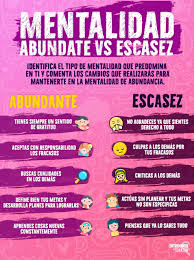 MENTALIDAD
ABUNDATE VS ESCASEZ
IDENTIFICA EL TIPO DE MENTALIDAD QUE PREDOMINA
EN TI Y COMENTA LOS CAMBIOS QUE REALIZARÁS PARA
MANTENERTE EN LA MENTALIDAD DE ABUNDANCIA.
ABUNDANTE
ESCASEZ
TIENES SIEMPRE UN SENTIDO
DE GRATITUD
NO AGRADECES YA QUE SIENTES
DERECHO A TODO
ACEPTAS CON RESPONSABILIDAD
LOS FRACASOS
CULPAS A LOS DEMÁS POR TUS
FRACASOS
BUSCAS CUALIDADES
EN LOS DEMÁS
CRITICAS A LOS DEMÁS
DEFINE BIEN TUS METAS Y
DESARROLLA PLANES PARA LOGRARLAS
ACTÚAS SIN PLANEAR Y TUS METAS
NO SON ESPECÍFICAS
APRENDES COSAS NUEVAS
CONSTANTEMENTE
PIENSAS QUE YA LO SABES TODO